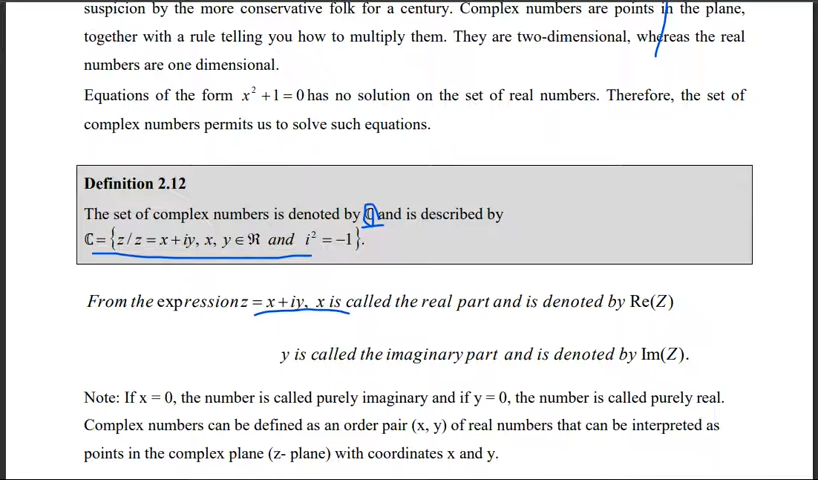 suspicion by the more conservative folk for a century. Complex numbers are points in the plane,
together with a rule telling you how to multiply them. They are two-dimensional, whereas the real
numbers are one dimensional.
Equations of the form x² +1 = 0 has no solution on the set of real numbers. Therefore, the set of
complex numbers permits us to solve such equations.
Definition 2.12
The set of complex numbers is denoted by ℂ and is described by
ℂ = {z / z = x + iy, x, y ∈ ℜ and i² = −1}.
From the expression z = x + iy, x is called the real part and is denoted by Re(Z)
y is called the imaginary part and is denoted by Im(Z).
Note: If x = 0, the number is called purely imaginary and if y = 0, the number is called purely real.
Complex numbers can be defined as an order pair (x, y) of real numbers that can be interpreted as
points in the complex plane (z- plane) with coordinates x and y.